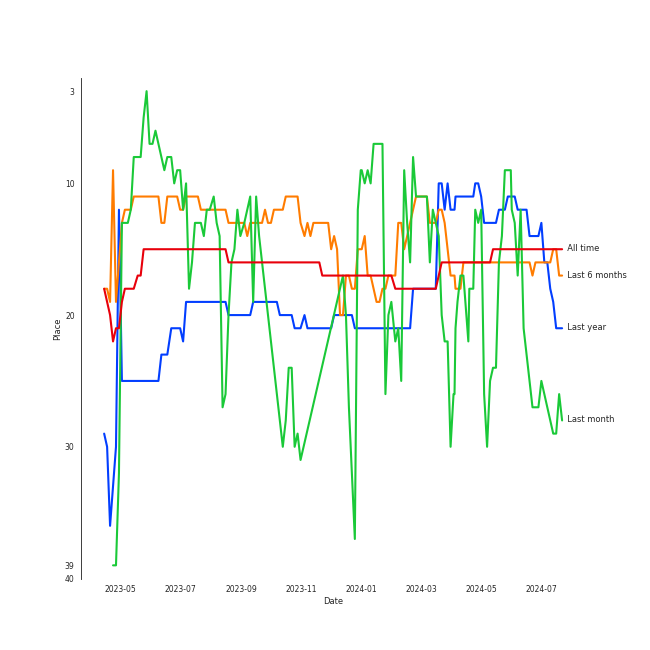 3
10
20
30
39
40
Place
2023-05
2023-07
2023-09
2023-11
2024-01
2024-03
2024-05
2024-07
Date
All time
Last 6 months
Last year
Last month